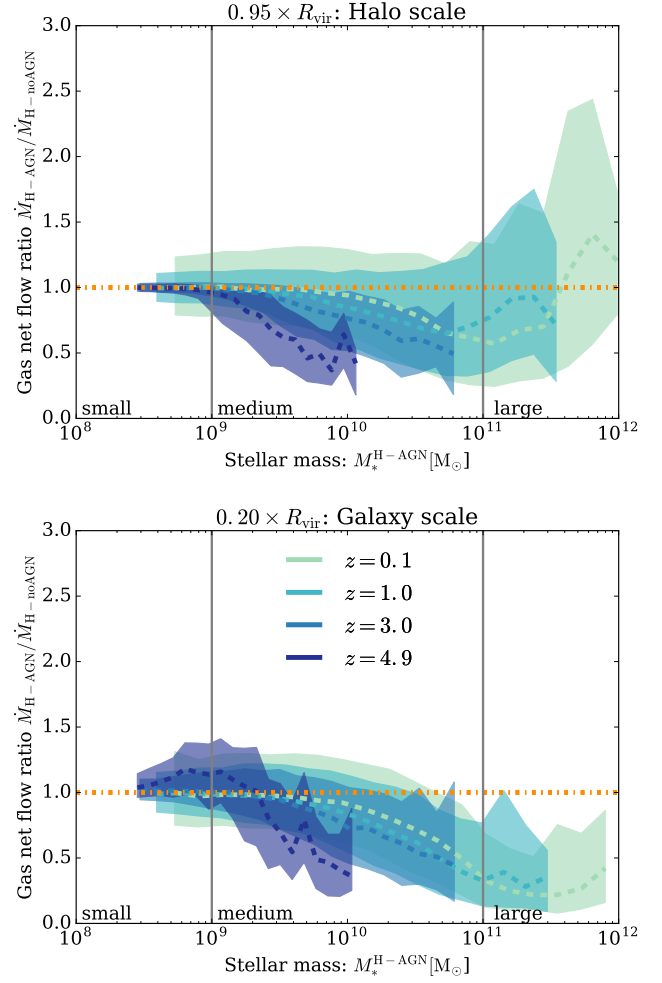 0.95 × R_vir: Halo scale
3.0
2.5
2.0
1.5
1.0
0.5
0.0
Gas net flow ratio Ṁ_H−AGN/Ṁ_H−noAGN
small medium large
10^8 10^9 10^10 10^11 10^12
Stellar mass: M_*^H−AGN [M_⊙]
0.20 × R_vir: Galaxy scale
3.0
2.5
2.0
1.5
1.0
0.5
0.0
Gas net flow ratio Ṁ_H−AGN/Ṁ_H−noAGN
z = 0.1
z = 1.0
z = 3.0
z = 4.9
small medium large
10^8 10^9 10^10 10^11 10^12
Stellar mass: M_*^H−AGN [M_⊙]